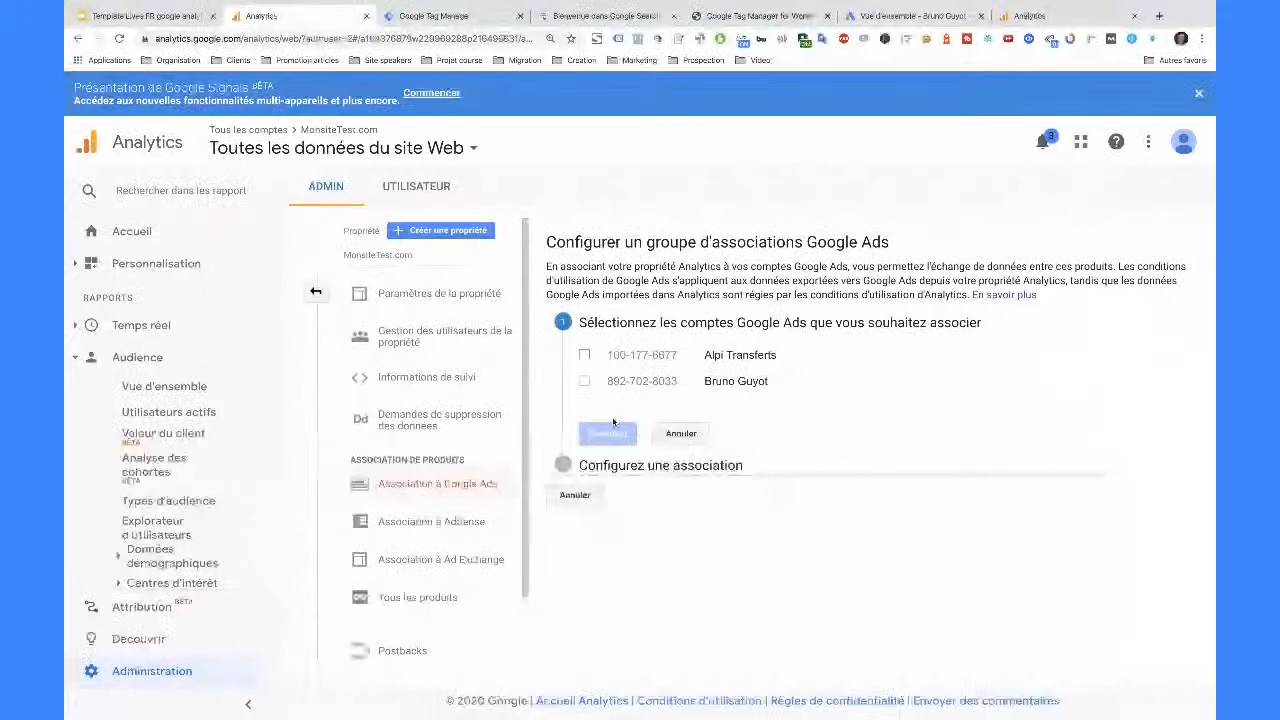 Template Lives FR google anal
Analytics
Google Tag Manage
Bienvenue dans Google Search
Google Tag Manager for Wor
Vue d'ensemble - Bruno Guyot
Analytics
Applications
Organisation
Clients
Promotion articles
Site speakers
Projet course
Migration
Creation
Marketing
Prospection
Video
Autres favoris
Présentation de Google Signals BÊTA
Accédez aux nouvelles fonctionnalités multi-appareils et plus encore.
Commencer
Analytics
Tous les comptes > MonsiteTest.com
Toutes les données du site Web
3
Rechercher dans les rapport
ADMIN
UTILISATEUR
Accueil
Personnalisation
RAPPORTS
Temps réel
Audience
Vue d'ensemble
Utilisateurs actifs
Valeur du client
BÊTA
Analyse des
cohortes
BÊTA
Types d'audience
Explorateur
d'utilisateurs
Données
démographiques
Centres d'intérêt
Attribution BÊTA
Découvrir
Administration
Propriété
+ Créer une propriété
MonsiteTest.com
Paramètres de la propriété
Gestion des utilisateurs de la
propriété
Informations de suivi
Dd
Demandes de suppression
des données
ASSOCIATION DE PRODUITS
Association à Google Ads
Association à AdSense
Association à Ad Exchange
Tous les produits
Postbacks
Configurer un groupe d'associations Google Ads
En associant votre propriété Analytics à vos comptes Google Ads, vous permettez l'échange de données entre ces produits. Les conditions
d'utilisation de Google Ads s'appliquent aux données exportées vers Google Ads depuis votre propriété Analytics, tandis que les données
Google Ads importées dans Analytics sont régies par les conditions d'utilisation d'Analytics. En savoir plus
1 Sélectionnez les comptes Google Ads que vous souhaitez associer
100-177-6677 Alpi Transferts
892-702-8033 Bruno Guyot
Annuler
Configurez une association
Annuler
© 2020 Google | Accueil Analytics | Conditions d'utilisation | Règles de confidentialité | Envoyer des commentaires